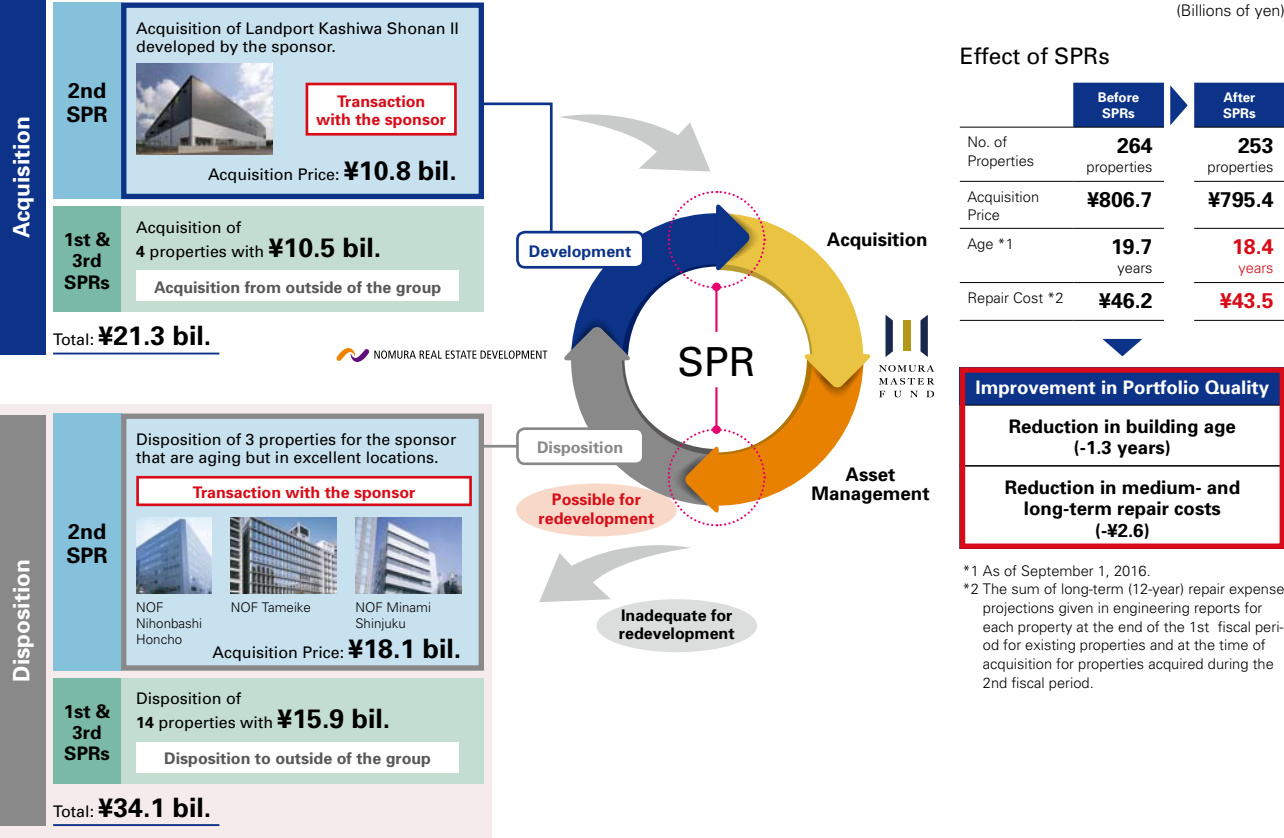 Acquisition
2nd
SPR
Acquisition of Landport Kashiwa Shonan II
developed by the sponsor.
Transaction
with the sponsor
Acquisition Price: ¥10.8 bil.
1st &
3rd
SPRs
Acquisition of
4 properties with ¥10.5 bil.
Acquisition from outside of the group
Total: ¥21.3 bil.
Disposition
2nd
SPR
Disposition of 3 properties for the sponsor
that are aging but in excellent locations.
Transaction with the sponsor
NOF
Nihonbashi
Honcho
NOF Tameike
NOF Minami
Shinjuku
Acquisition Price: ¥18.1 bil.
1st &
3rd
SPRs
Disposition of
14 properties with ¥15.9 bil.
Disposition to outside of the group
Total: ¥34.1 bil.
NOMURA REAL ESTATE DEVELOPMENT
Development
Acquisition
SPR
NOMURA
MASTER
FUND
Disposition
Asset
Management
Possible for
redevelopment
Inadequate for
redevelopment
(Billions of yen)
Effect of SPRs
Before
SPRs
After
SPRs
No. of
Properties
264
properties
253
properties
Acquisition
Price
¥806.7
¥795.4
Age *1
19.7
years
18.4
years
Repair Cost *2
¥46.2
¥43.5
Improvement in Portfolio Quality
Reduction in building age
(-1.3 years)
Reduction in medium- and
long-term repair costs
(-¥2.6)
*1 As of September 1, 2016.
*2 The sum of long-term (12-year) repair expense
projections given in engineering reports for
each property at the end of the 1st fiscal peri-
od for existing properties and at the time of
acquisition for properties acquired during the
2nd fiscal period.